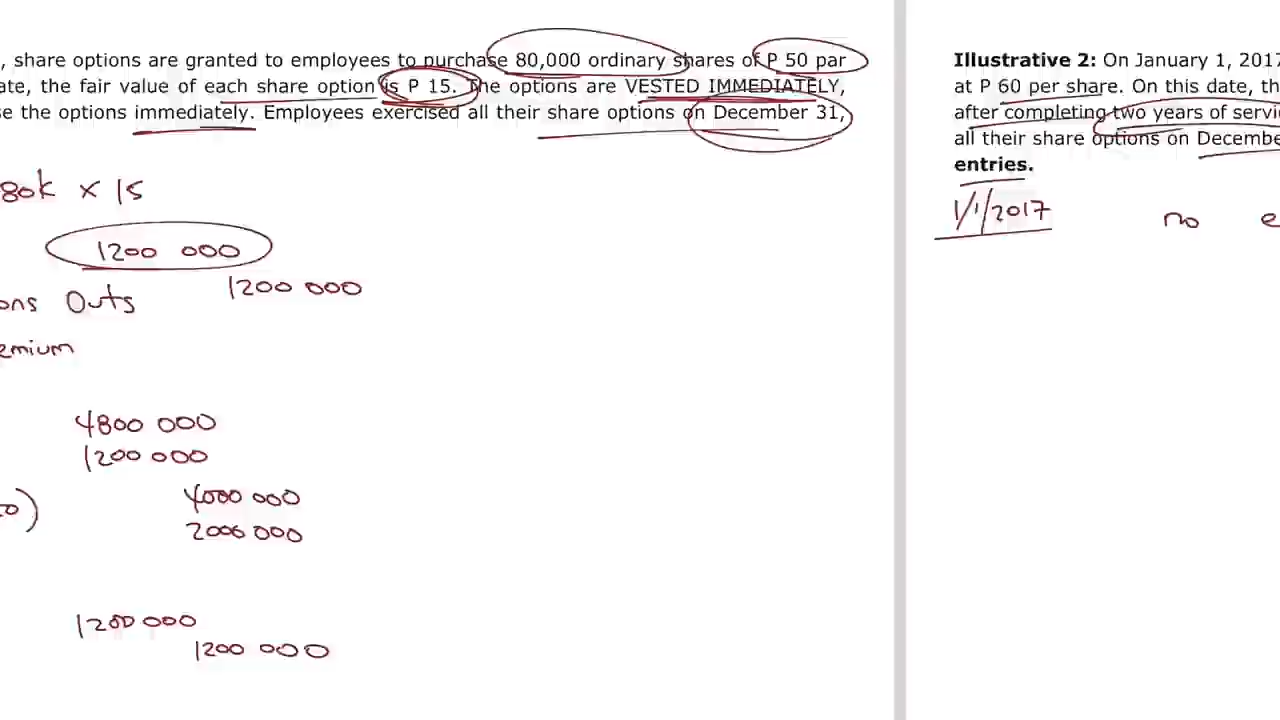 , share options are granted to employees to purchase 80,000 ordinary shares of P 50 par
ate, the fair value of each share option is P 15. The options are VESTED IMMEDIATELY,
se the options immediately. Employees exercised all their share options on December 31,
80k x 15
1200 000
1200 000
ons Outs
emium
4800 000
1200 000
4000 000
2000 000
1200 000
1200 000
Illustrative 2: On January 1, 2017
at P 60 per share. On this date, th
after completing two years of servi
all their share options on Decembe
entries.
1/1/2017
no e